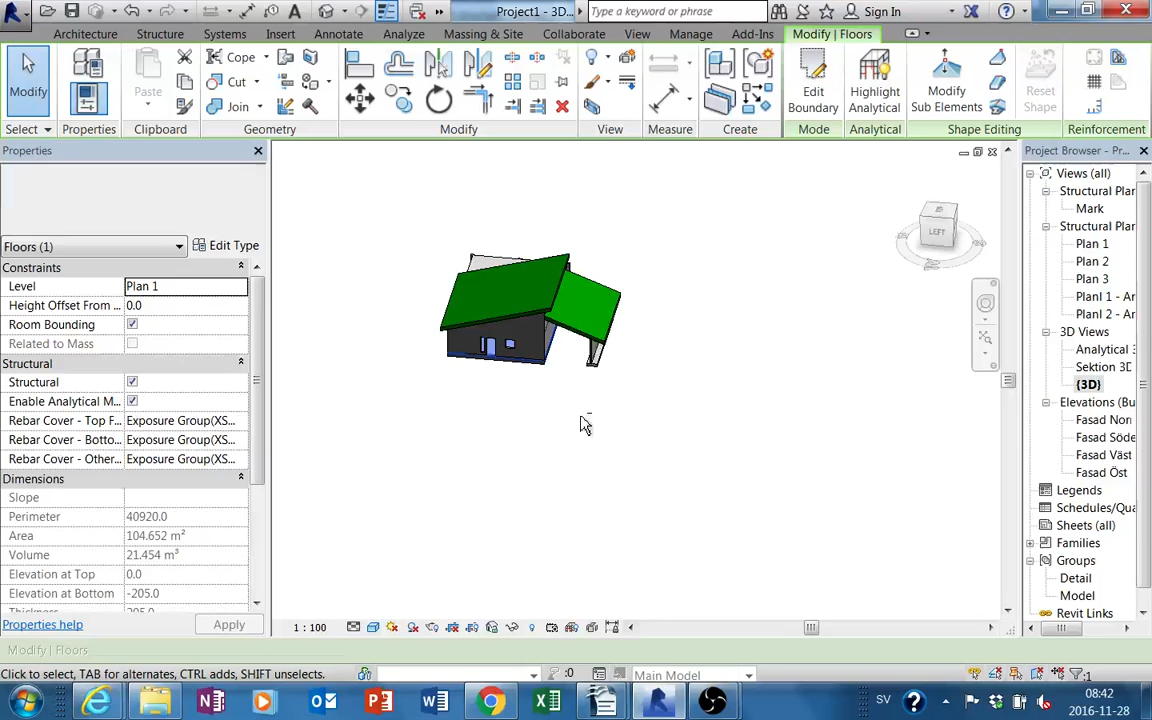 Project1 - 3D...
Type a keyword or phrase
Sign In
Architecture
Structure
Systems
Insert
Annotate
Analyze
Massing & Site
Collaborate
View
Manage
Add-Ins
Modify | Floors
Modify
Paste
Cope
Cut
Join
Edit
Boundary
Highlight
Analytical
Modify
Sub Elements
Reset
Shape
Select
Properties
Clipboard
Geometry
Modify
View
Measure
Create
Mode
Analytical
Shape Editing
Reinforcement
Properties
Floors (1)
Edit Type
Constraints
Level
Plan 1
Height Offset From ...
0.0
Room Bounding
Related to Mass
Structural
Structural
Enable Analytical M...
Rebar Cover - Top F...
Exposure Group(XS...
Rebar Cover - Botto...
Exposure Group(XS...
Rebar Cover - Other...
Exposure Group(XS...
Dimensions
Slope
Perimeter
40920.0
Area
104.652 m²
Volume
21.454 m³
Elevation at Top
0.0
Elevation at Bottom
-205.0
Properties help
Apply
LEFT
Project Browser - Pr...
Views (all)
Structural Plar
Mark
Structural Plar
Plan 1
Plan 2
Plan 3
Planl 1 - Ar
Planl 2 - Ar
3D Views
Analytical 3
Sektion 3D
{3D}
Elevations (Bu
Fasad Norr
Fasad Söde
Fasad Väst
Fasad Öst
Legends
Schedules/Qua
Sheets (all)
Families
Groups
Detail
Model
Revit Links
1 : 100
Modify | Floors
Click to select, TAB for alternates, CTRL adds, SHIFT unselects.
:0
Main Model
:1
SV
08:42
2016-11-28